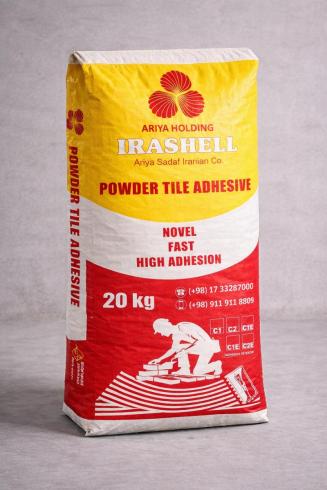 ARIYA HOLDING
IRASHELL
Ariya Sadaf Iranian Co.
POWDER TILE ADHESIVE
NOVEL
FAST
HIGH ADHESION
(+98) 17 33287000
(+98) 911 911 8809
20 kg
C1 C2 C1E
C1E C2E
POWDER TILE ADHESIVE